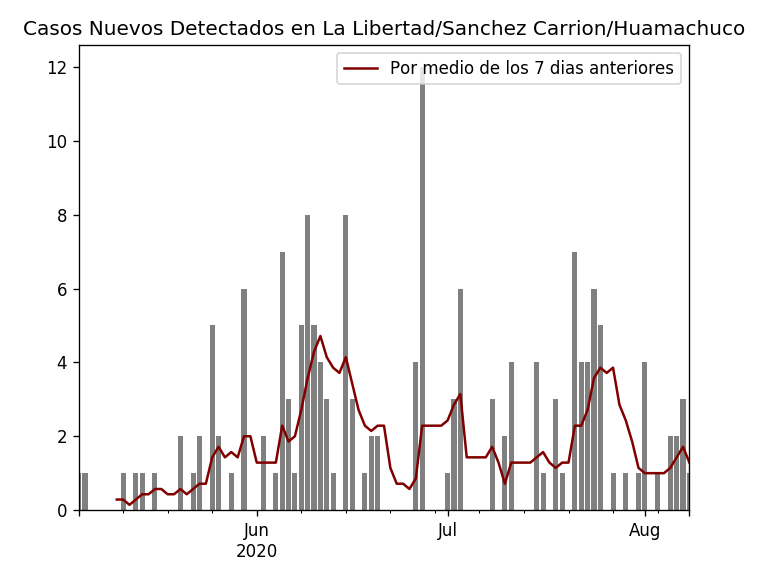 Casos Nuevos Detectados en La Libertad/Sanchez Carrion/Huamachuco
Por medio de los 7 dias anteriores
12
10
8
6
4
2
0
Jun
2020
Jul
Aug